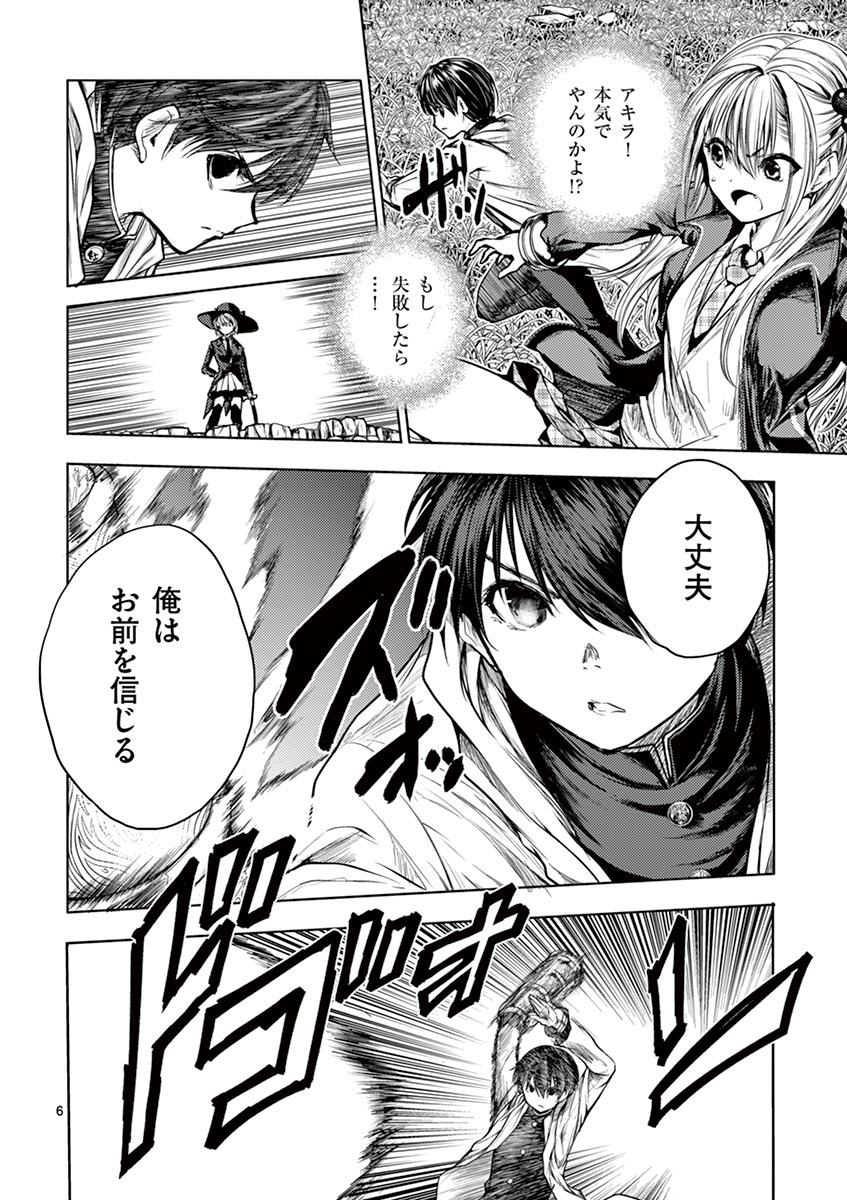 アキラ！
本気で
やんのかよ!?
ザッ
もし
失敗したら
…！
大丈夫
ズオッ
俺は
お前を信じる
ドゴォン
6